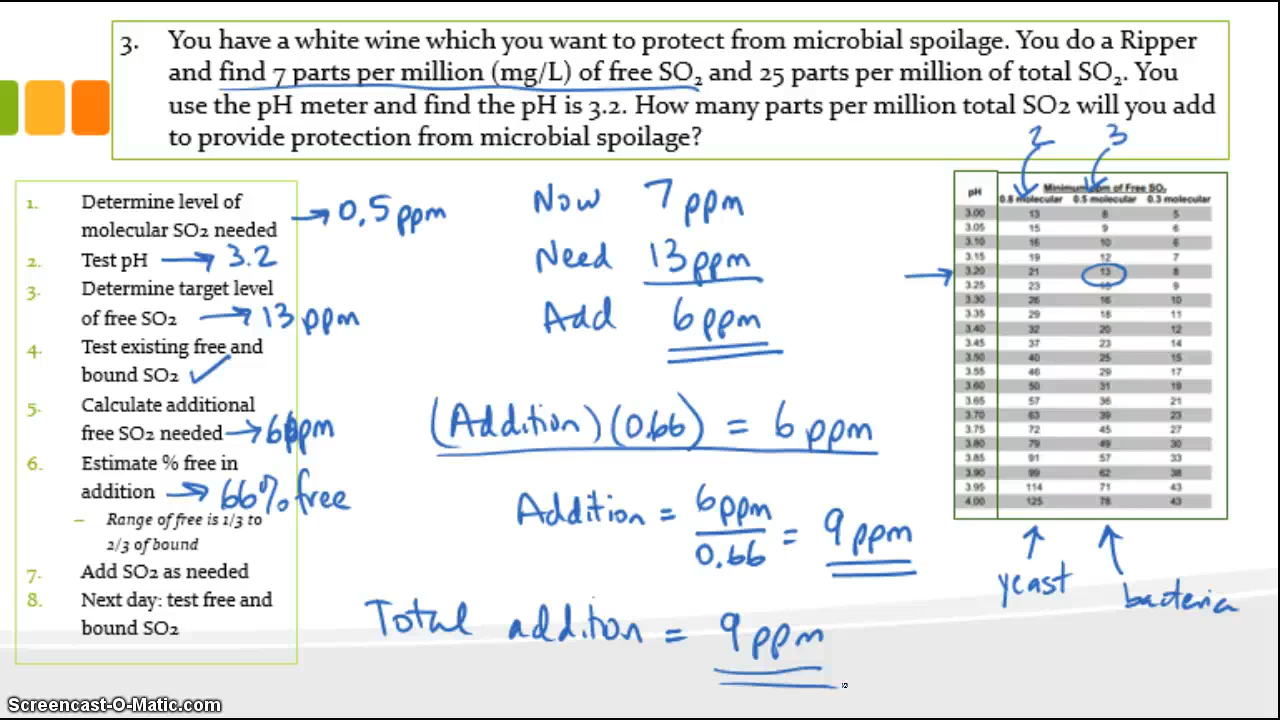 3. You have a white wine which you want to protect from microbial spoilage. You do a Ripper
and find 7 parts per million (mg/L) of free SO₂ and 25 parts per million of total SO₂. You
use the pH meter and find the pH is 3.2. How many parts per million total SO2 will you add
to provide protection from microbial spoilage?
1. Determine level of
molecular SO2 needed → 0.5 ppm
2. Test pH → 3.2
3. Determine target level
of free SO2 → 13 ppm
4. Test existing free and
bound SO2 ✓
5. Calculate additional
free SO2 needed → 6 ppm
6. Estimate % free in
addition → 66% free
– Range of free is 1/3 to
2/3 of bound
7. Add SO2 as needed
8. Next day: test free and
bound SO2
Now 7 ppm
Need 13 ppm
Add 6 ppm
(Addition)(0.66) = 6 ppm
Addition = 6 ppm / 0.66 = 9 ppm
Total addition = 9 ppm
2 3
pH Minimum ppm of Free SO₂
0.8 molecular 0.5 molecular 0.3 molecular
3.00 13 8 5
3.05 15 9 6
3.10 16 10 6
3.15 19 12 7
→ 3.20 21 13 8
3.25 23 9
3.30 26 16 10
3.35 29 18 11
3.40 32 20 12
3.45 37 23 14
3.50 40 25 15
3.55 46 29 17
3.60 50 31 19
3.65 57 36 21
3.70 63 39 23
3.75 72 45 27
3.80 79 49 30
3.85 91 57 33
3.90 99 62 38
3.95 114 71 43
4.00 125 78 43
yeast bacteria
Screencast-O-Matic.com